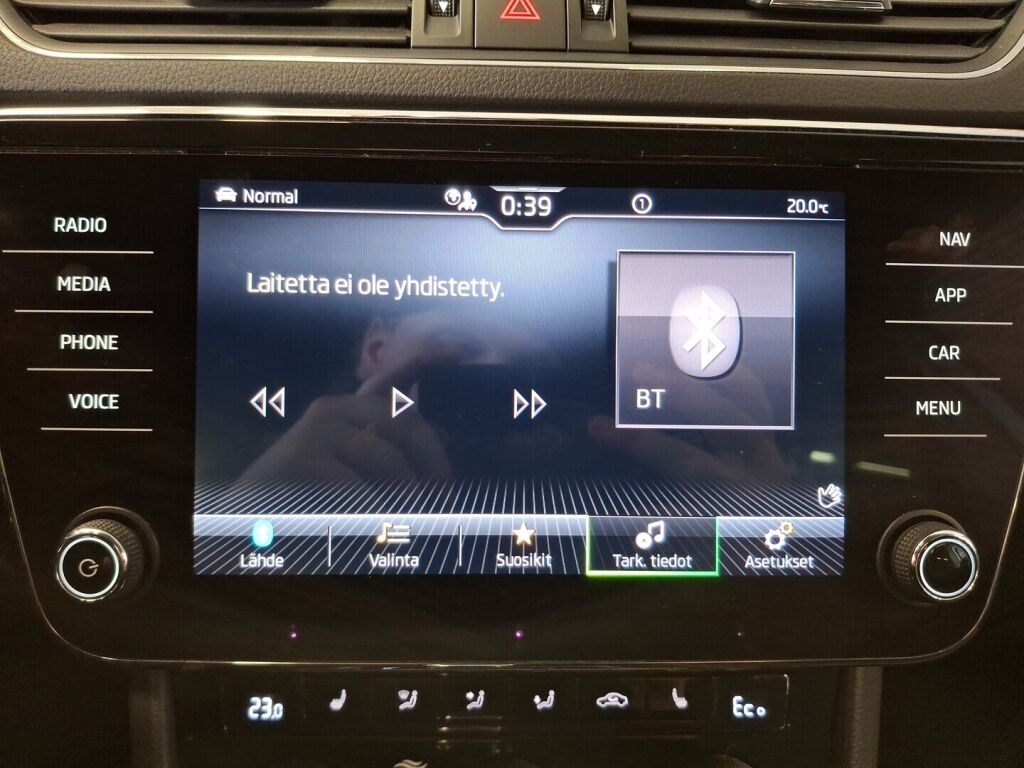 Normal
0:39
1
20.0°C
RADIO
MEDIA
PHONE
VOICE
Laitetta ei ole yhdistetty.
BT
NAV
APP
CAR
MENU
Lähde
Valinta
Suosikit
Tark. tiedot
Asetukset
23.0
Eco